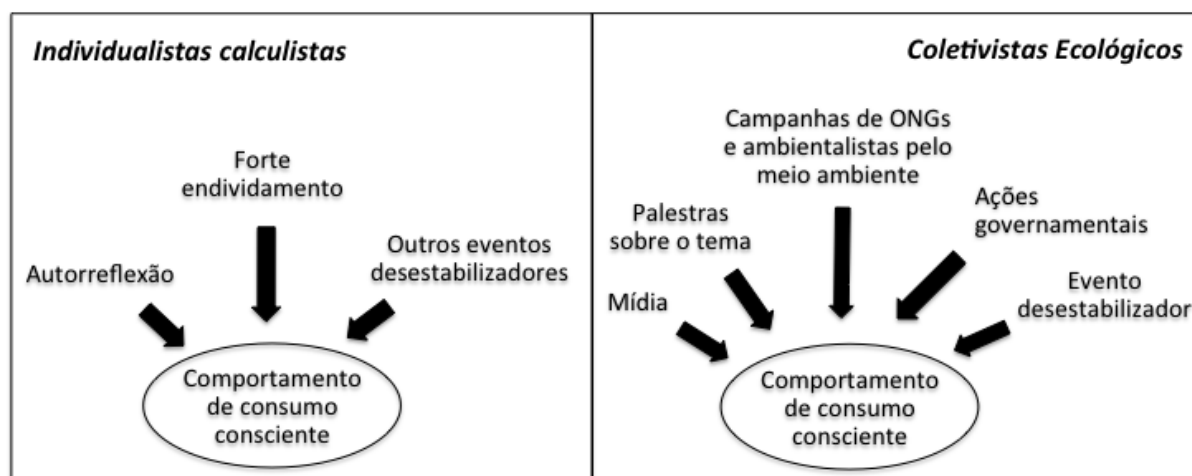 Individualistas calculistas
Forte
endividamento
Autorreflexão
Outros eventos
desestabilizadores
Comportamento
de consumo
consciente
Coletivistas Ecológicos
Campanhas de ONGs
e ambientalistas pelo
meio ambiente
Palestras
sobre o tema
Ações
governamentais
Mídia
Evento
desestabilizador
Comportamento
de consumo
consciente